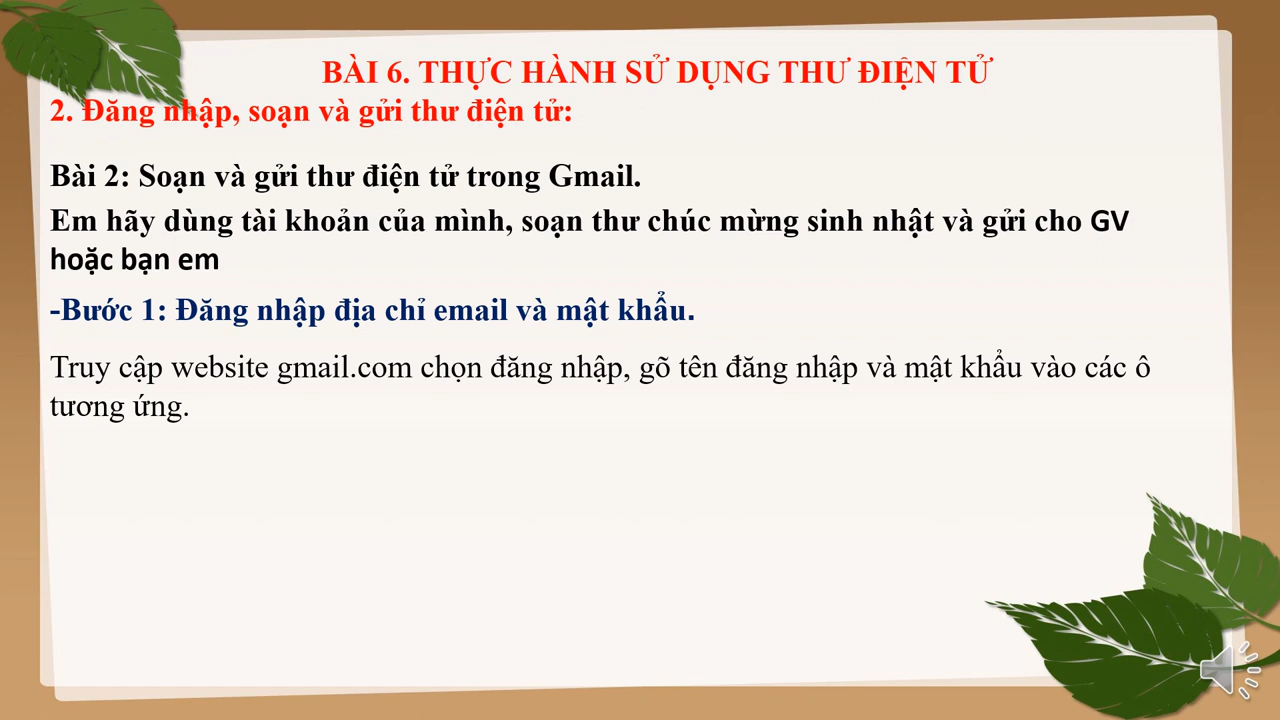 BÀI 6. THỰC HÀNH SỬ DỤNG THƯ ĐIỆN TỬ
2. Đăng nhập, soạn và gửi thư điện tử:
Bài 2: Soạn và gửi thư điện tử trong Gmail.
Em hãy dùng tài khoản của mình, soạn thư chúc mừng sinh nhật và gửi cho GV
hoặc bạn em
-Bước 1: Đăng nhập địa chỉ email và mật khẩu.
Truy cập website gmail.com chọn đăng nhập, gõ tên đăng nhập và mật khẩu vào các ô
tương ứng.